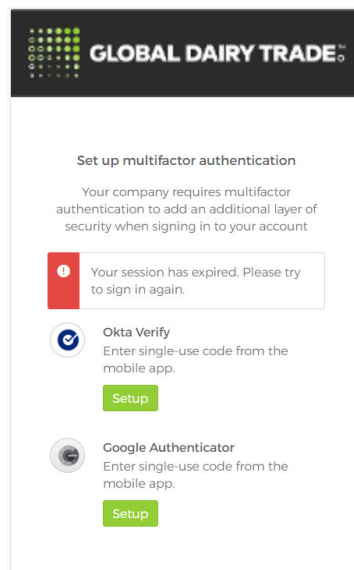 GLOBAL DAIRY TRADE
Set up multifactor authentication
Your company requires multifactor
authentication to add an additional layer of
security when signing in to your account
Your session has expired. Please try
to sign in again.
Okta Verify
Enter single-use code from the
mobile app.
Setup
Google Authenticator
Enter single-use code from the
mobile app.
Setup